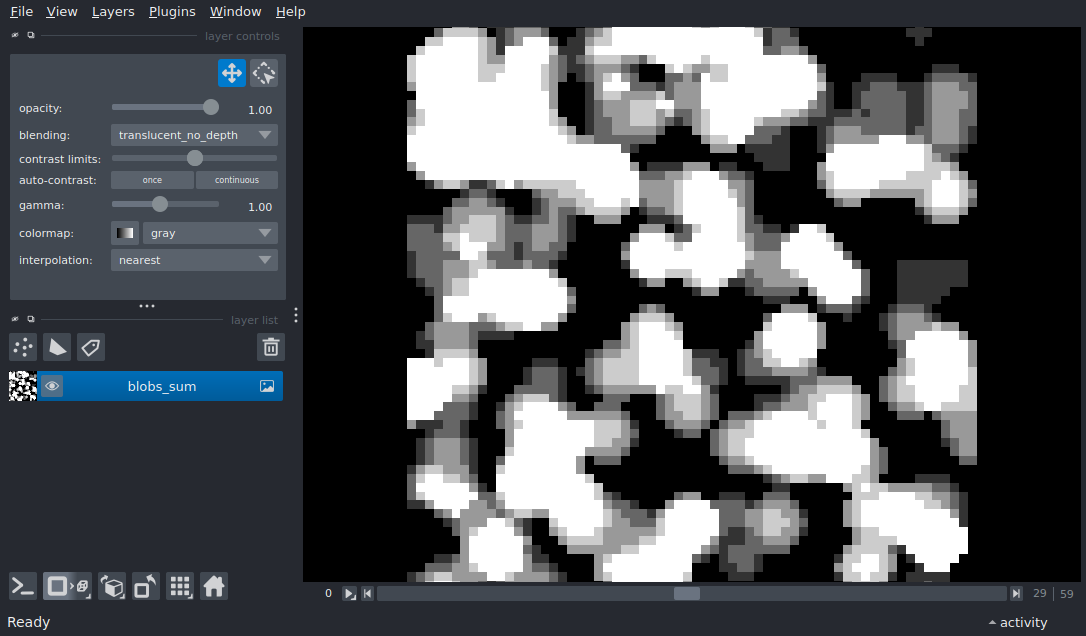 File View Layers Plugins Window Help
layer controls
opacity: 1.00
blending: translucent_no_depth
contrast limits:
auto-contrast: once continuous
gamma: 1.00
colormap: gray
interpolation: nearest
layer list
blobs_sum
0 29 | 59
Ready activity